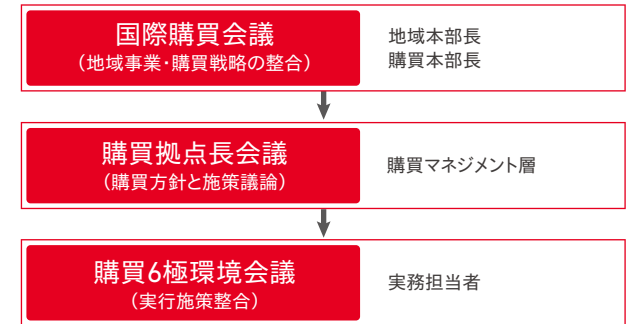 国際購買会議
（地域事業・購買戦略の整合）
地域本部長
購買本部長
購買拠点長会議
（購買方針と施策議論）
購買マネジメント層
購買6極環境会議
（実行施策整合）
実務担当者